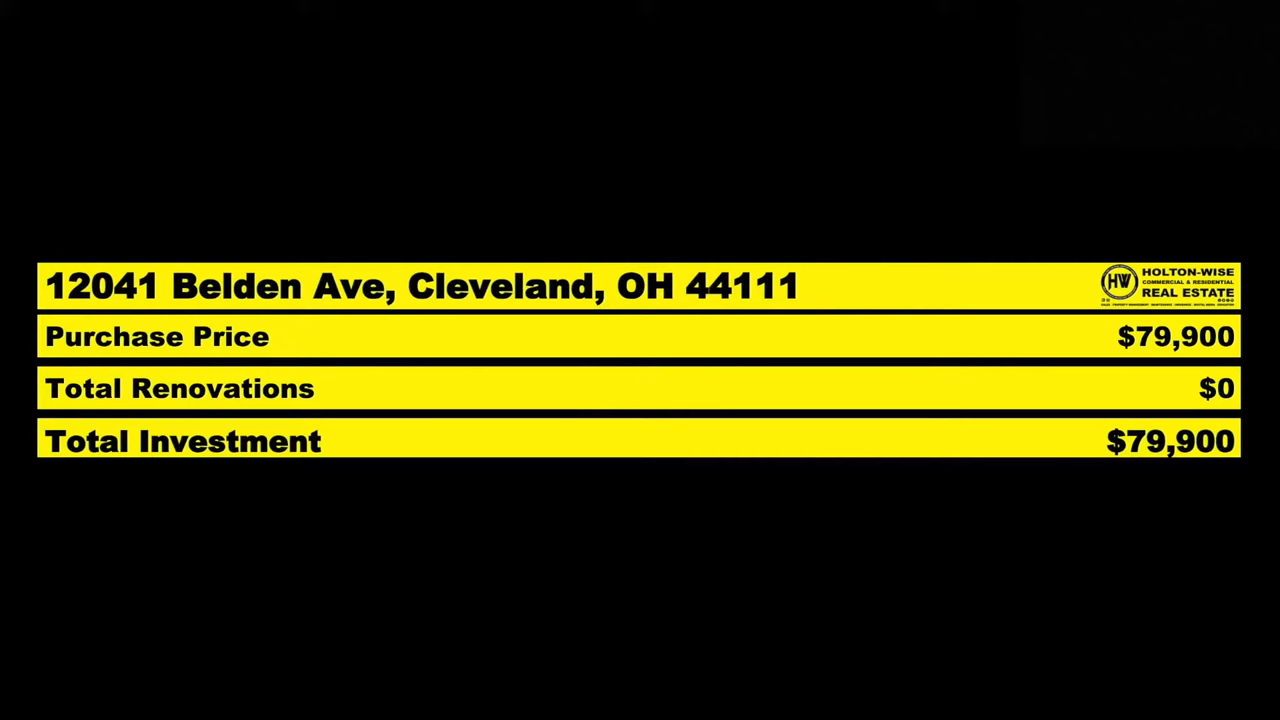 12041 Belden Ave, Cleveland, OH 44111
HOLTON-WISE
COMMERCIAL & RESIDENTIAL
REAL ESTATE
Purchase Price $79,900
Total Renovations $0
Total Investment $79,900